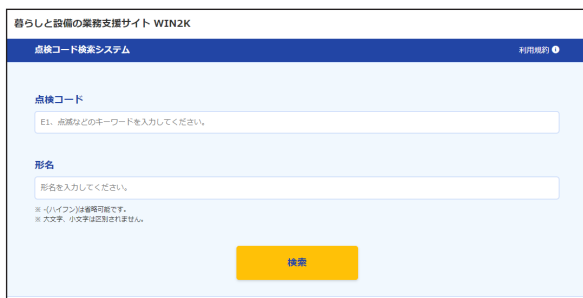 暮らしと設備の業務支援サイト WIN2K
点検コード検索システム 利用規約
点検コード
E1、点滅などのキーワードを入力してください。
形名
形名を入力してください。
※ -(ハイフン)は省略可能です。
※ 大文字、小文字は区別されません。
検索